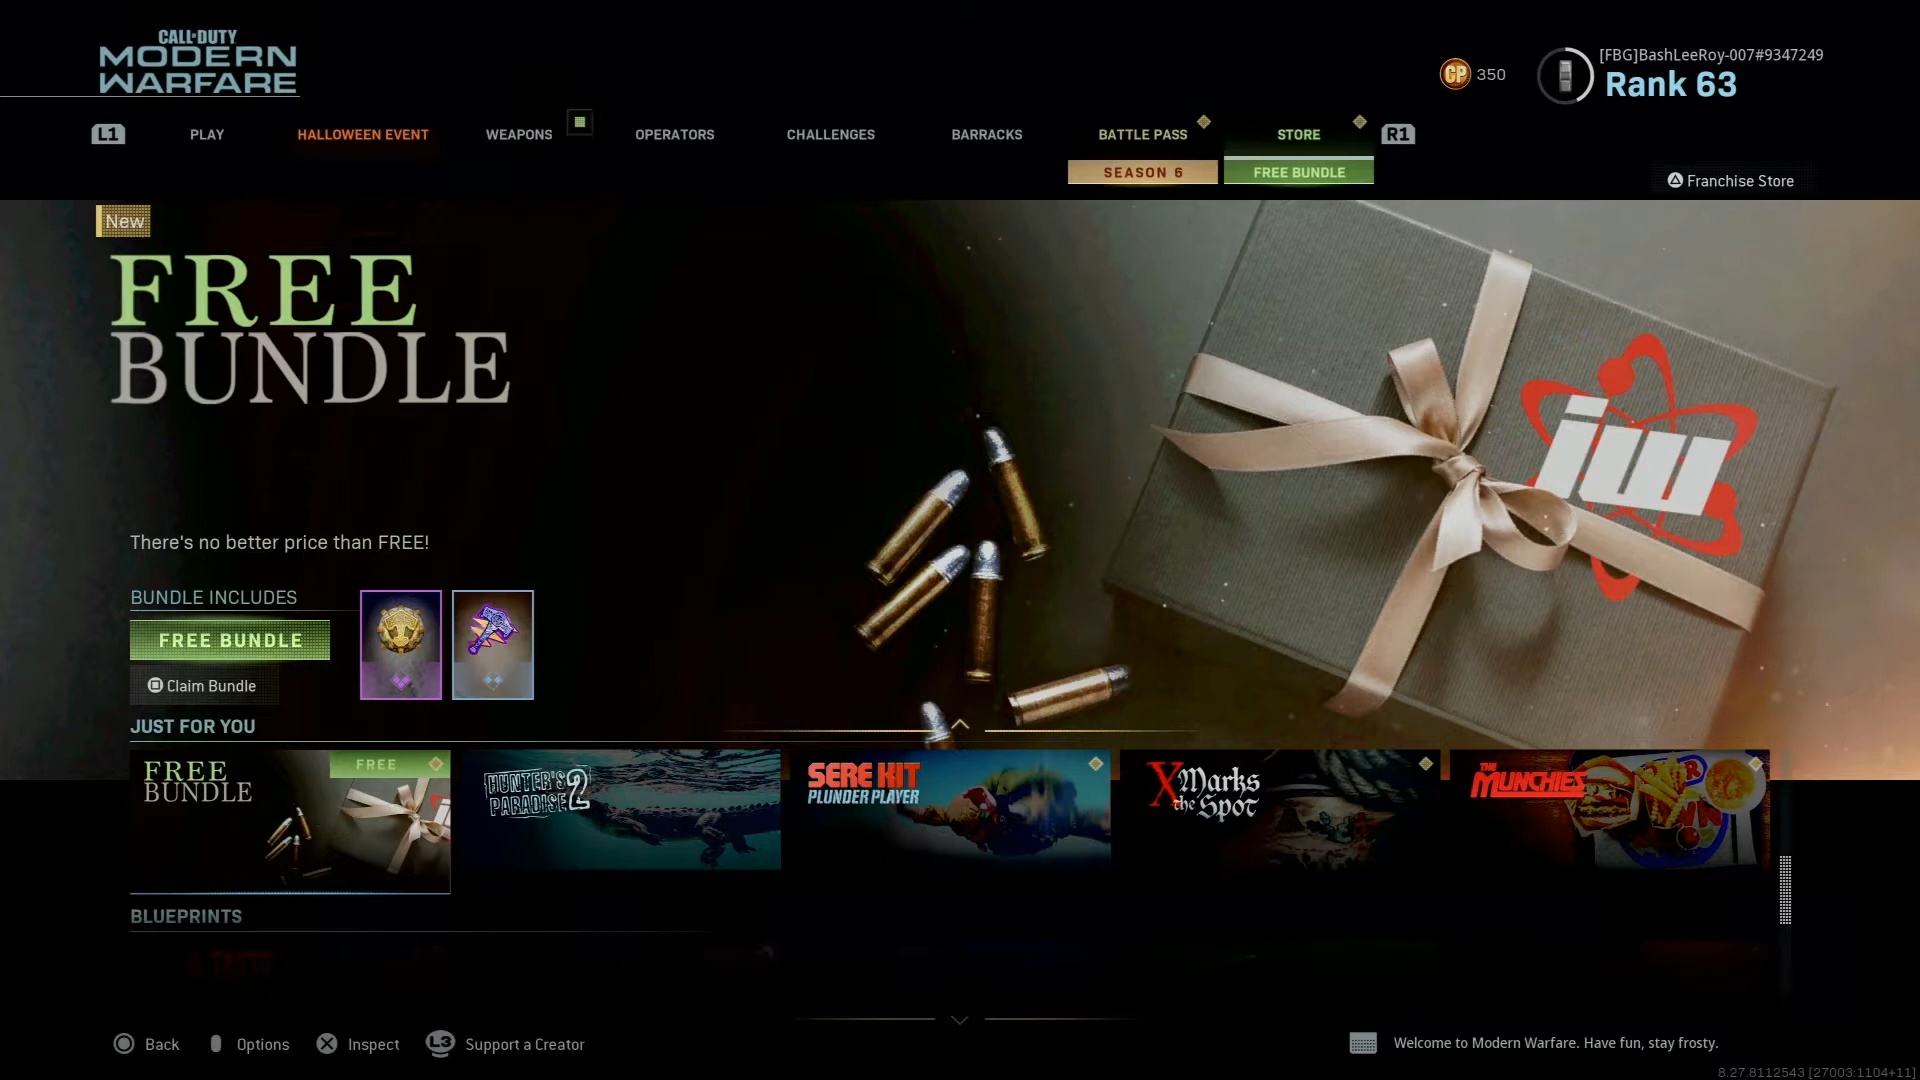 CALL OF DUTY
MODERN
WARFARE
CP 350
[FBG]BashLeeRoy-007#9347249
Rank 63
L1 PLAY HALLOWEEN EVENT WEAPONS OPERATORS CHALLENGES BARRACKS BATTLE PASS STORE R1
SEASON 6 FREE BUNDLE
Franchise Store
New
FREE
BUNDLE
iw
There's no better price than FREE!
BUNDLE INCLUDES
FREE BUNDLE
Claim Bundle
JUST FOR YOU
FREE
BUNDLE
FREE
HUNTER'S
PARADISE 2
SERE KIT
PLUNDER PLAYER
X Marks
the Spot
THE
MUNCHIES
BLUEPRINTS
Back Options Inspect L3 Support a Creator
Welcome to Modern Warfare. Have fun, stay frosty.
8.27.8112543 [27003:1104+11]